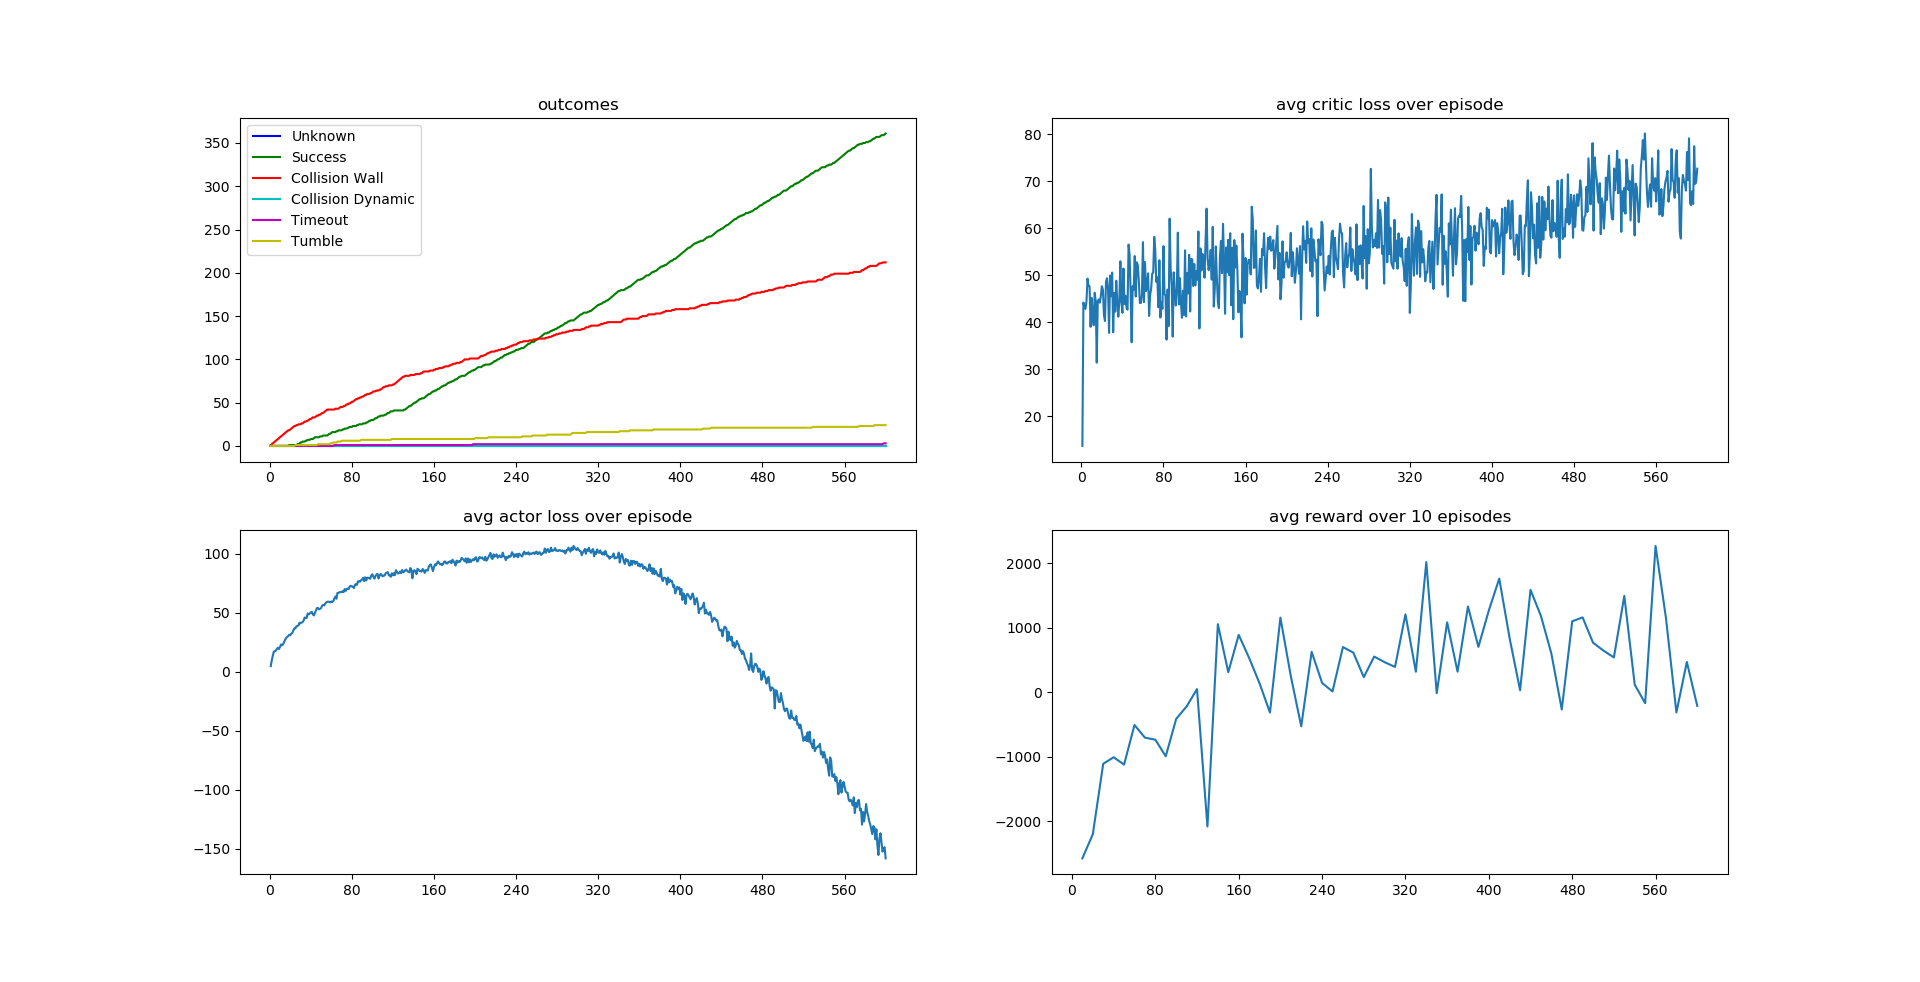 outcomes
350
300
250
200
150
100
50
0
Unknown
Success
Collision Wall
Collision Dynamic
Timeout
Tumble
0 80 160 240 320 400 480 560
avg critic loss over episode
80
70
60
50
40
30
20
0 80 160 240 320 400 480 560
avg actor loss over episode
100
50
0
−50
−100
−150
0 80 160 240 320 400 480 560
avg reward over 10 episodes
2000
1000
0
−1000
−2000
0 80 160 240 320 400 480 560